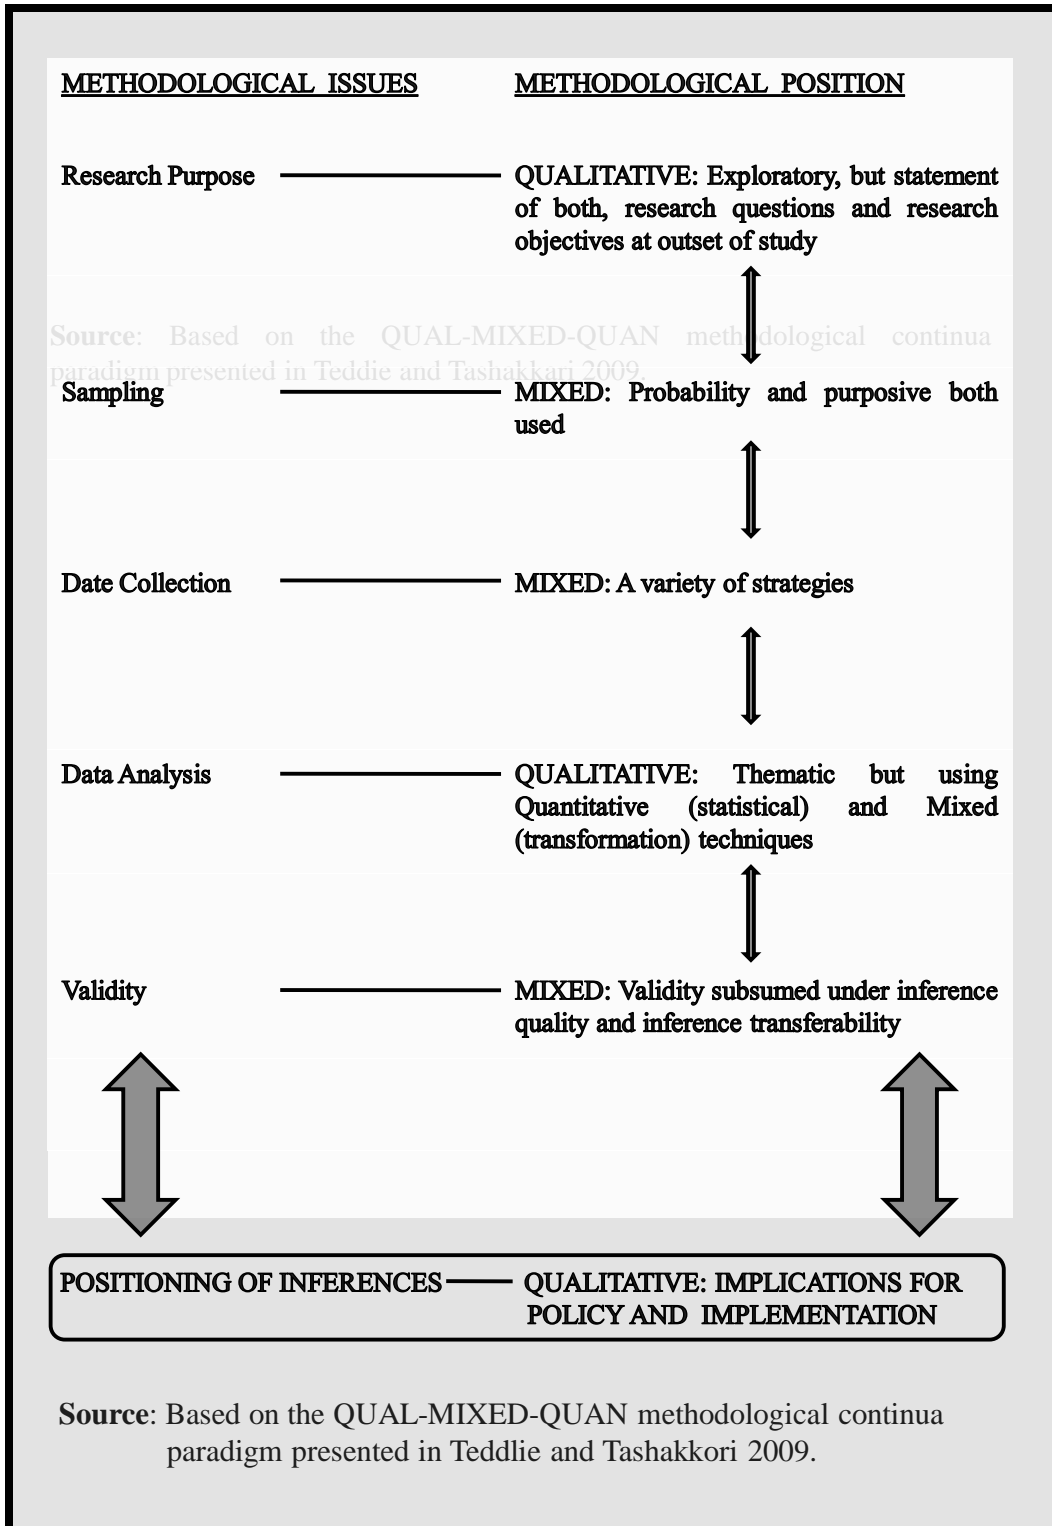 METHODOLOGICAL ISSUES
METHODOLOGICAL POSITION
Research Purpose
QUALITATIVE: Exploratory, but statement
of both, research questions and research
objectives at outset of study
Source: Based on the QUAL-MIXED-QUAN methodological continua
paradigm presented in Teddie and Tashakkari 2009.
Sampling
MIXED: Probability and purposive both
used
Date Collection
MIXED: A variety of strategies
Data Analysis
QUALITATIVE: Thematic but using
Quantitative (statistical) and Mixed
(transformation) techniques
Validity
MIXED: Validity subsumed under inference
quality and inference transferability
POSITIONING OF INFERENCES
QUALITATIVE: IMPLICATIONS FOR
POLICY AND IMPLEMENTATION
Source: Based on the QUAL-MIXED-QUAN methodological continua
paradigm presented in Teddlie and Tashakkori 2009.